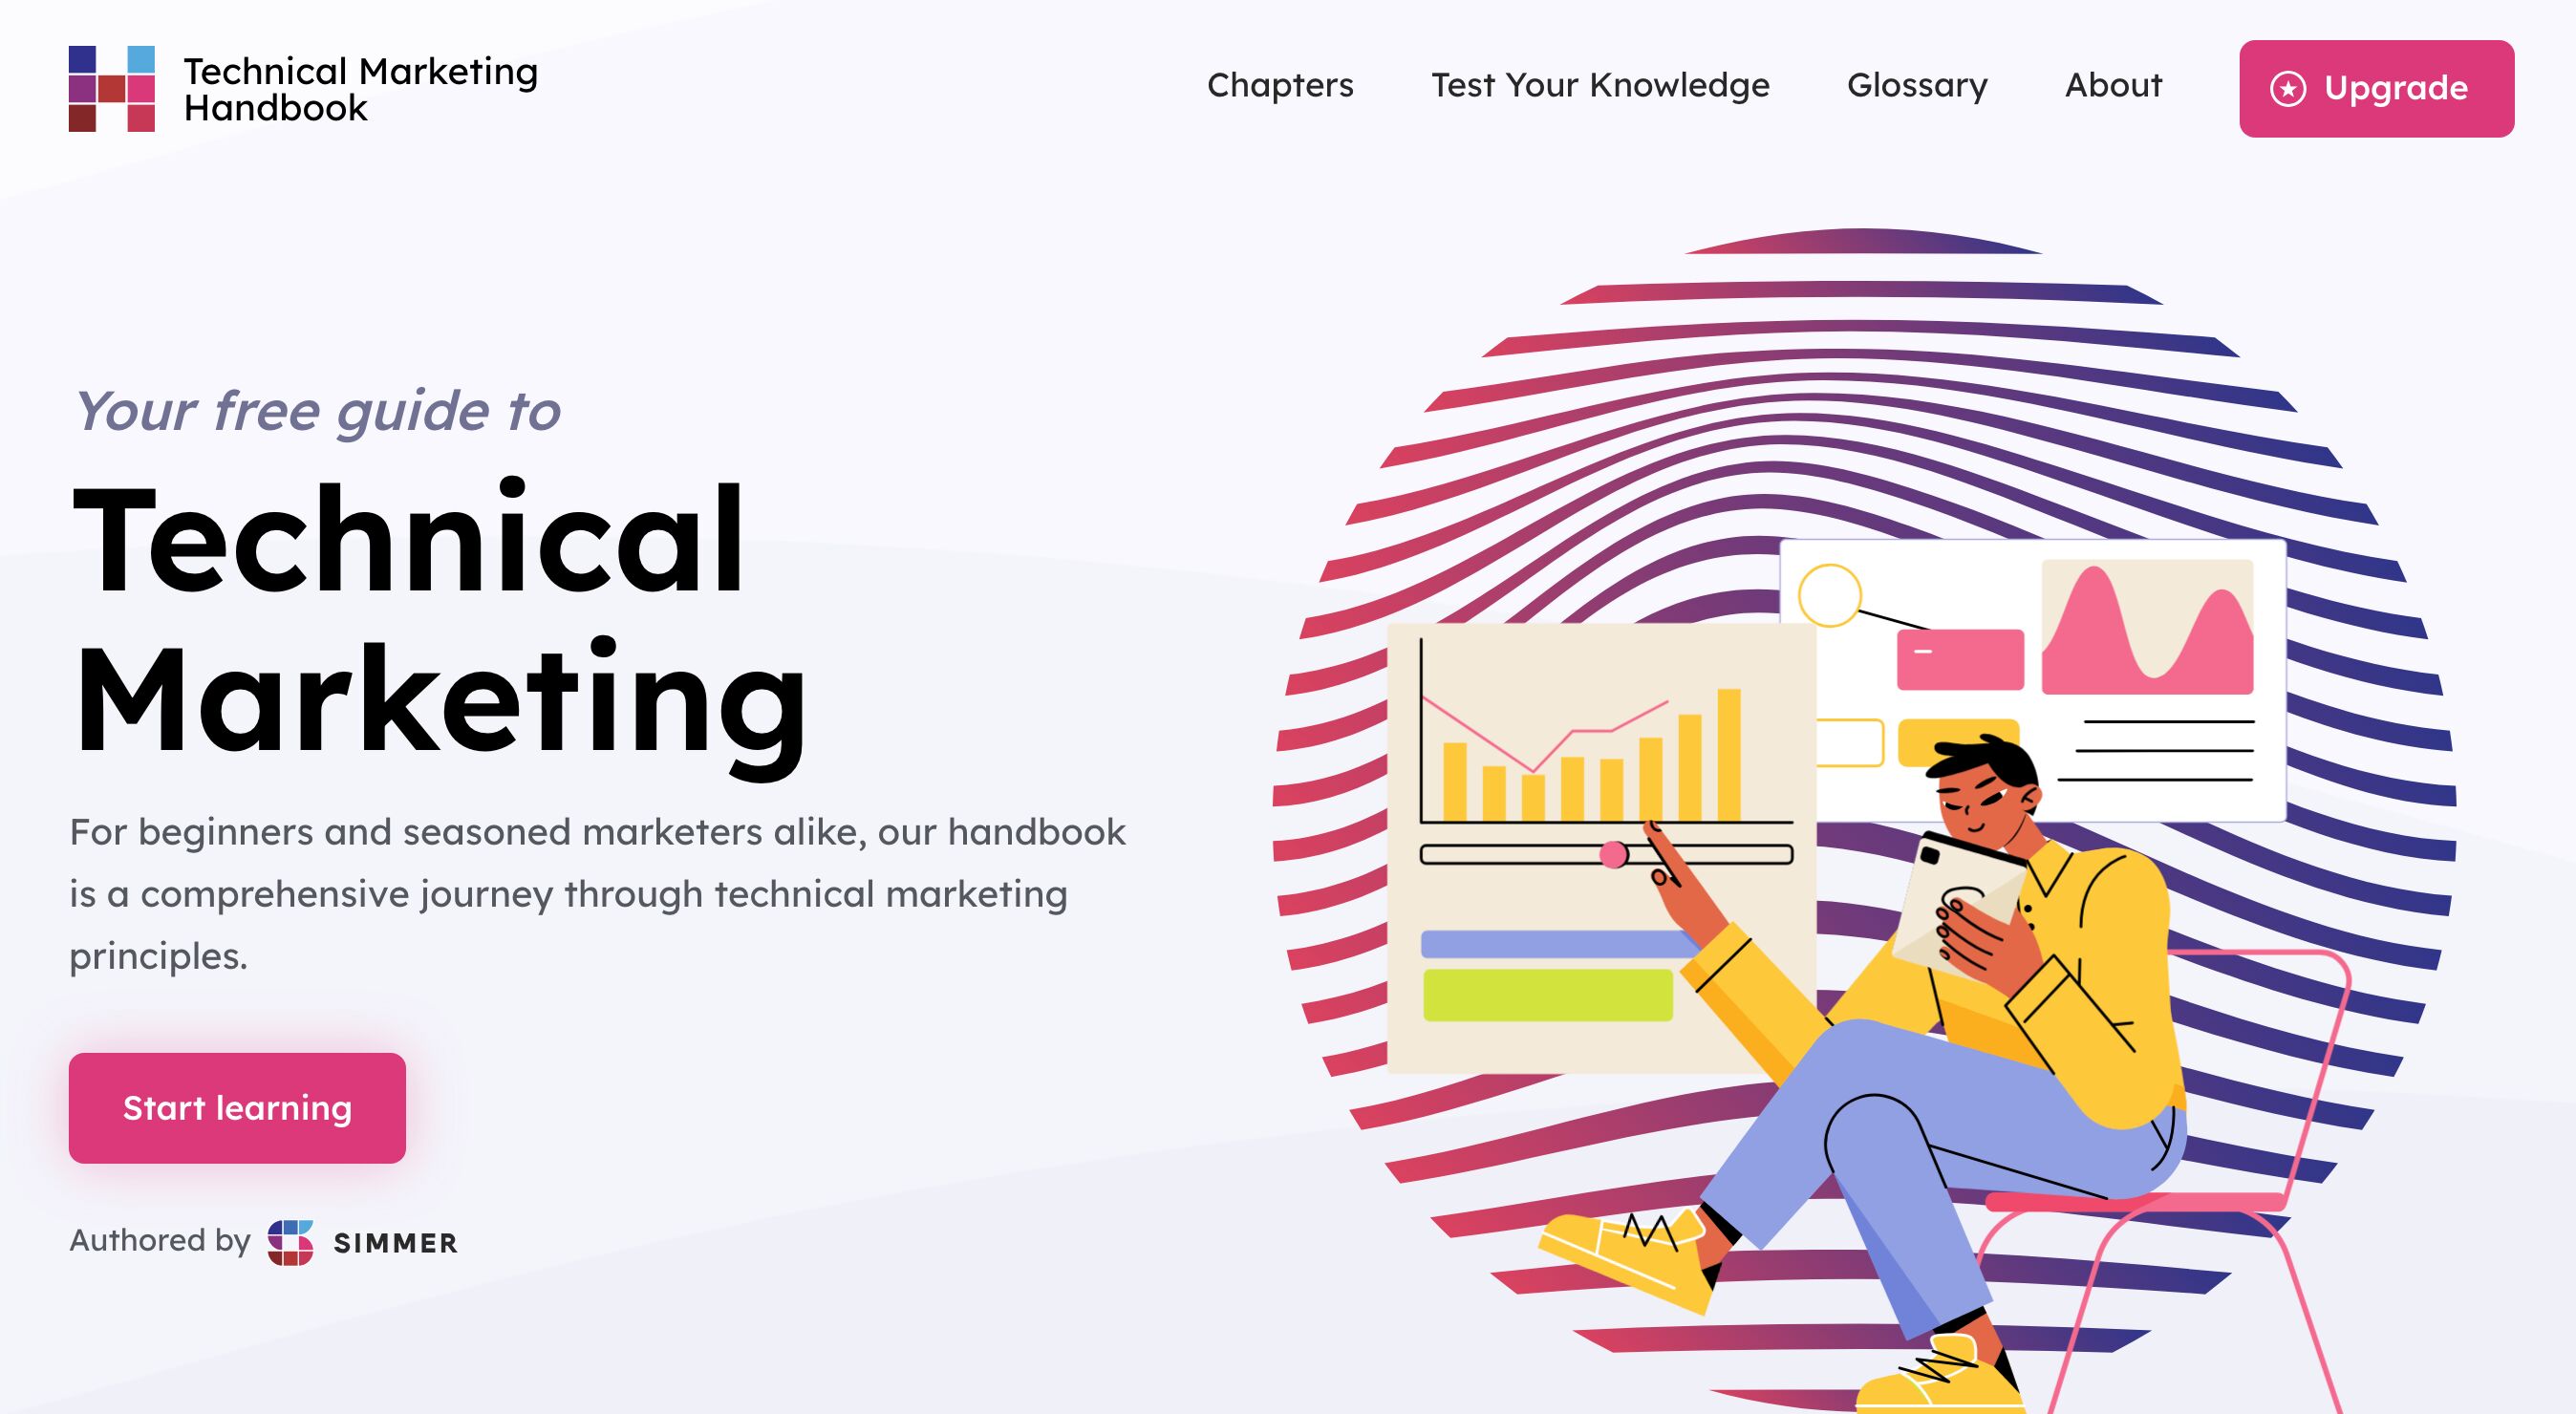 Technical Marketing
Handbook
Chapters
Test Your Knowledge
Glossary
About
Upgrade
Your free guide to
Technical
Marketing
For beginners and seasoned marketers alike, our handbook
is a comprehensive journey through technical marketing
principles.
Start learning
Authored by SIMMER